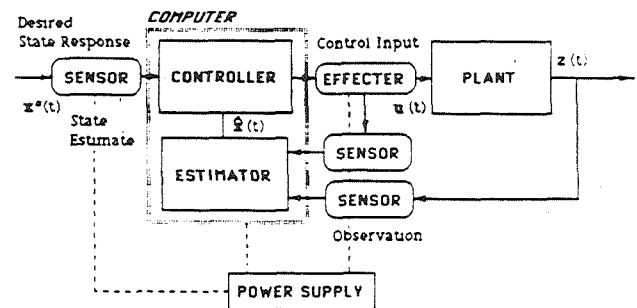 COMPUTER
Desired
State Response
SENSOR
x*(t)
CONTROLLER
Control Input
EFFECTER
u(t)
PLANT
z(t)
State
Estimate
x̂(t)
ESTIMATOR
SENSOR
SENSOR
Observation
POWER SUPPLY